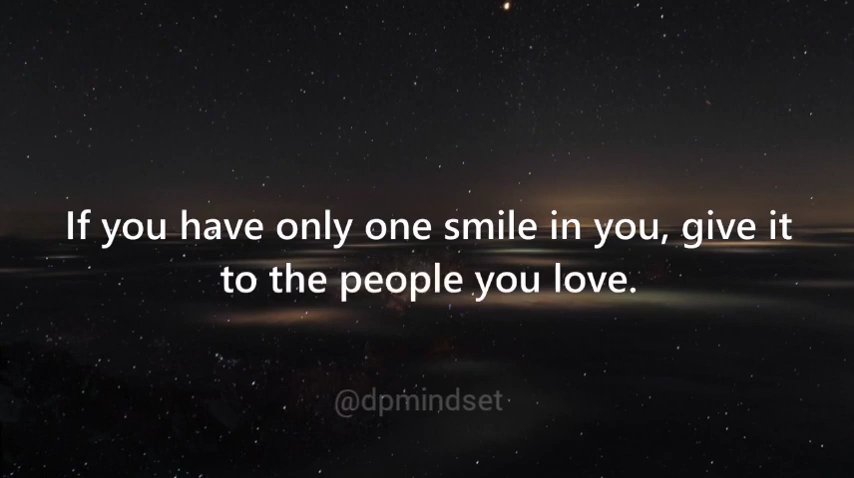 If you have only one smile in you, give it
to the people you love.
@dpmindset